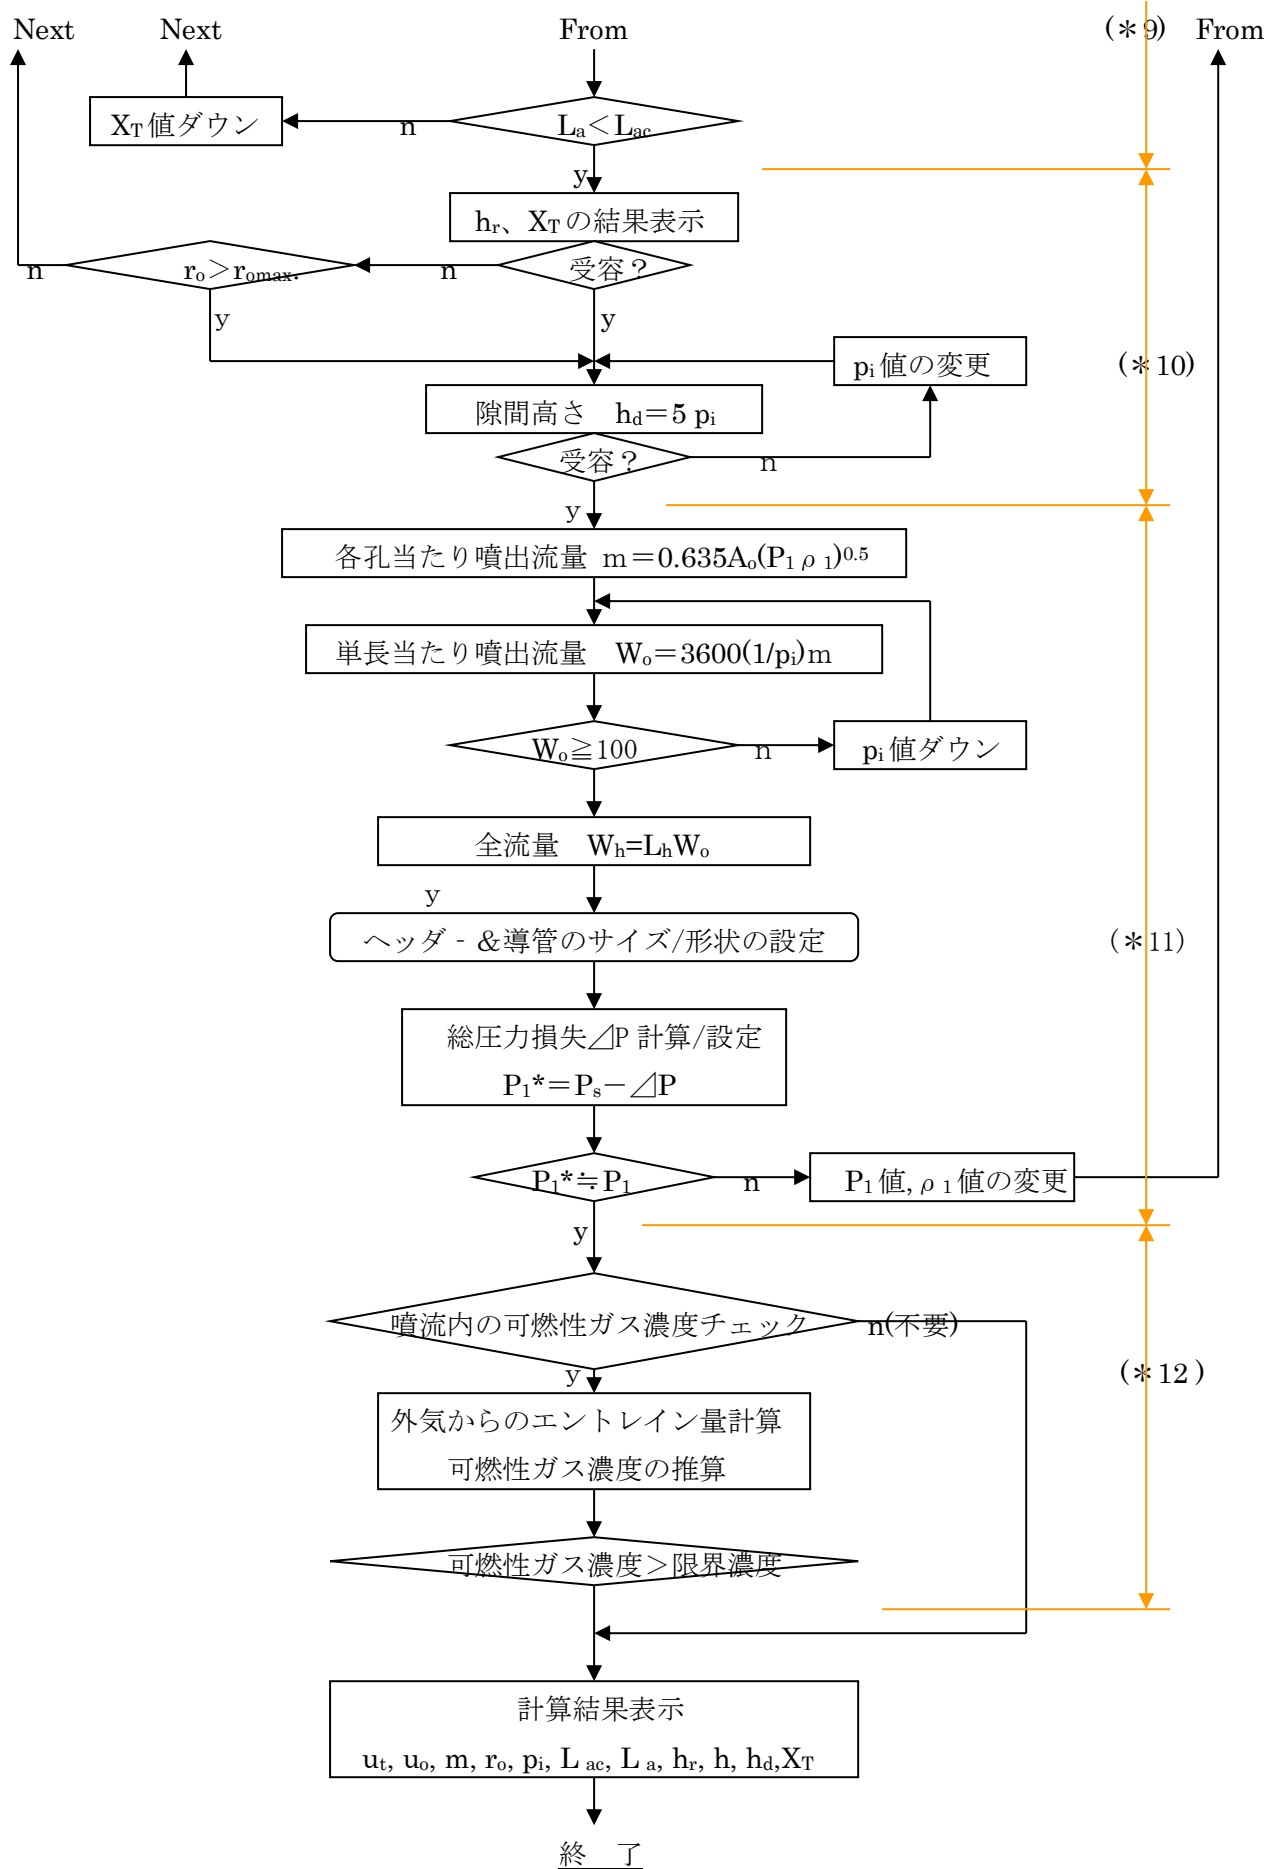 Next Next From (＊9) From
XT値ダウン n La＜Lac
y
hr、XTの結果表示
n ro＞romax. n 受容？
y y
pi値の変更 (＊10)
隙間高さ　hd＝5 pi
受容？ n
y
各孔当たり噴出流量 m＝0.635Ao(P1ρ1)0.5
単長当たり噴出流量　Wo＝3600(1/pi)m
Wo≧100 n pi値ダウン
全流量　Wh=LhWo
y
ヘッダ‐&導管のサイズ/形状の設定 (＊11)
総圧力損失⊿P 計算/設定
P1*＝Ps－⊿P
P1*≒P1 n P1値,ρ1値の変更
y
噴流内の可燃性ガス濃度チェック n(不要)
y (＊12)
外気からのエントレイン量計算
可燃性ガス濃度の推算
可燃性ガス濃度＞限界濃度
計算結果表示
ut, uo, m, ro, pi, L ac, L a, hr, h, hd,XT
終　了